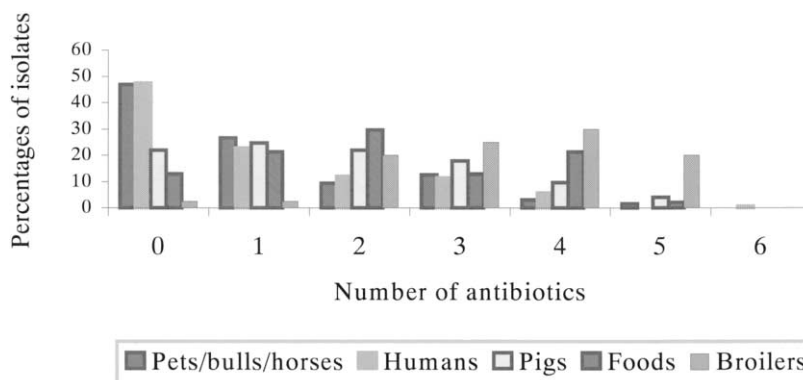 Percentages of isolates
60
50
40
30
20
10
0
0 1 2 3 4 5 6
Number of antibiotics
Pets/bulls/horses Humans Pigs Foods Broilers